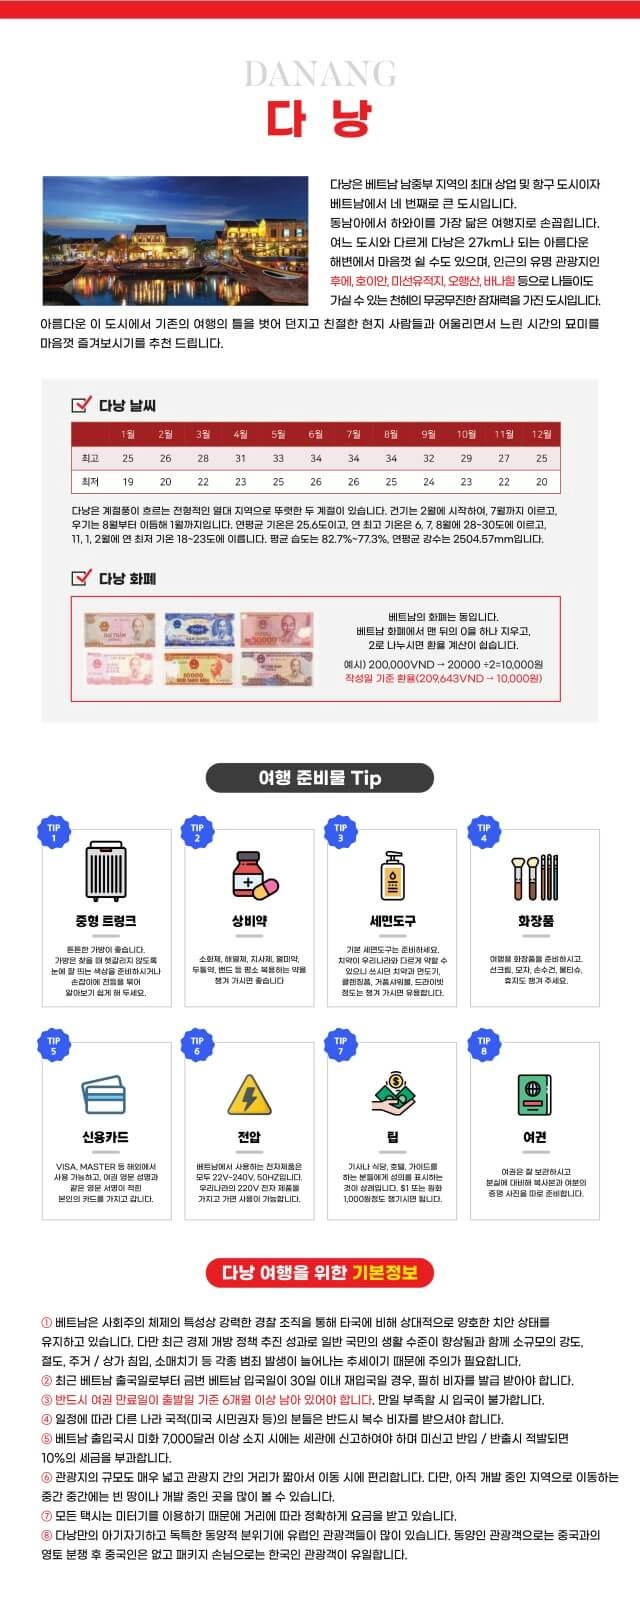 DANANG
다 낭
다낭은 베트남 남중부 지역의 최대 상업 및 항구 도시이자
베트남에서 네 번째로 큰 도시입니다.
동남아에서 하와이를 가장 닮은 여행지로 손꼽힙니다.
여느 도시와 다르게 다낭은 27km나 되는 아름다운
해변에서 마음껏 쉴 수도 있으며, 인근의 유명 관광지인
후에, 호이안, 미선유적지, 오행산, 바나힐 등으로 나들이도
가실 수 있는 천혜의 무궁무진한 잠재력을 가진 도시입니다.
아름다운 이 도시에서 기존의 여행의 틀을 벗어 던지고 친절한 현지 사람들과 어울리면서 느린 시간의 묘미를
마음껏 즐겨보시기를 추천 드립니다.
다낭 날씨
1월 2월 3월 4월 5월 6월 7월 8월 9월 10월 11월 12월
최고 25 26 28 31 33 34 34 34 32 29 27 25
최저 19 20 22 23 25 26 26 25 24 23 22 20
다낭은 계절풍이 흐르는 전형적인 열대 지역으로 뚜렷한 두 계절이 있습니다. 건기는 2월에 시작하여, 7월까지 이르고,
우기는 8월부터 이듬해 1월까지입니다. 연평균 기온은 25.6도이고, 연 최고 기온은 6, 7, 8월에 28~30도에 이르고,
11, 1, 2월에 연 최저 기온 18~23도에 이릅니다. 평균 습도는 82.7%~77.3%, 연평균 강수는 2504.57mm입니다.
다낭 화폐
베트남의 화폐는 동입니다.
베트남 화폐에서 맨 뒤의 0을 하나 지우고,
2로 나누시면 환율 계산이 쉽습니다.
예시) 200,000VND → 20000 ÷2=10,000원
작성일 기준 환율(209,643VND → 10,000원)
50000
10000
여행 준비물 Tip
TIP 1
중형 트렁크
튼튼한 가방이 좋습니다.
가방은 찾을 때 헷갈리지 않도록
눈에 잘 띄는 색상을 준비하시거나
손잡이에 천등을 묶어
알아보기 쉽게 해 두세요.
TIP 2
상비약
소화제, 해열제, 지사제, 멀미약,
두통약, 밴드 등 평소 복용하는 약을
챙겨 가시면 좋습니다
TIP 3
세면도구
기본 세면도구는 준비하세요.
치약이 우리나라와 다르게 약할 수
있으니 쓰시던 치약과 면도기,
클렌징폼, 거품샤워볼, 드라이빗
정도는 챙겨 가시면 유용합니다.
TIP 4
화장품
여행용 화장품을 준비하시고,
선크림, 모자, 손수건, 물티슈,
휴지도 챙겨 주세요.
TIP 5
신용카드
VISA, MASTER 등 해외에서
사용 가능하고, 여권 영문 성명과
같은 영문 서명이 적힌
본인의 카드를 가지고 갑니다.
TIP 6
전압
베트남에서 사용하는 전자제품은
모두 22V~240V, 50HZ입니다.
우리나라의 220V 전자 제품을
가지고 가면 사용이 가능합니다.
TIP 7
팁
기사나 식당, 호텔, 가이드를
하는 분들에게 성의를 표시하는
것이 상례입니다. $1 또는 원화
1,000원정도 챙기시면 됩니다.
TIP 8
여권
여권은 잘 보관하시고
분실에 대비해 복사본과 여분의
증명 사진을 따로 준비합니다.
다낭 여행을 위한 기본정보
① 베트남은 사회주의 체제의 특성상 강력한 경찰 조직을 통해 타국에 비해 상대적으로 양호한 치안 상태를
유지하고 있습니다. 다만 최근 경제 개방 정책 추진 성과로 일반 국민의 생활 수준이 향상됨과 함께 소규모의 강도,
절도, 주거 / 상가 침입, 소매치기 등 각종 범죄 발생이 늘어나는 추세이기 때문에 주의가 필요합니다.
② 최근 베트남 출국일로부터 금번 베트남 입국일이 30일 이내 재입국일 경우, 필히 비자를 발급 받아야 합니다.
③ 반드시 여권 만료일이 출발일 기준 6개월 이상 남아 있어야 합니다. 만일 부족할 시 입국이 불가합니다.
④ 일정에 따라 다른 나라 국적(미국 시민권자 등)의 분들은 반드시 복수 비자를 받으셔야 합니다.
⑤ 베트남 출입국시 미화 7,000달러 이상 소지 시에는 세관에 신고하여야 하며 미신고 반입 / 반출시 적발되면
10%의 세금을 부과합니다.
⑥ 관광지의 규모도 매우 넓고 관광지 간의 거리가 짧아서 이동 시에 편리합니다. 다만, 아직 개발 중인 지역으로 이동하는
중간 중간에는 빈 땅이나 개발 중인 곳을 많이 볼 수 있습니다.
⑦ 모든 택시는 미터기를 이용하기 때문에 거리에 따라 정확하게 요금을 받고 있습니다.
⑧ 다낭만의 아기자기하고 독특한 동양적 분위기에 유럽인 관광객들이 많이 있습니다. 동양인 관광객으로는 중국과의
영토 분쟁 후 중국인은 없고 패키지 손님으로는 한국인 관광객이 유일합니다.